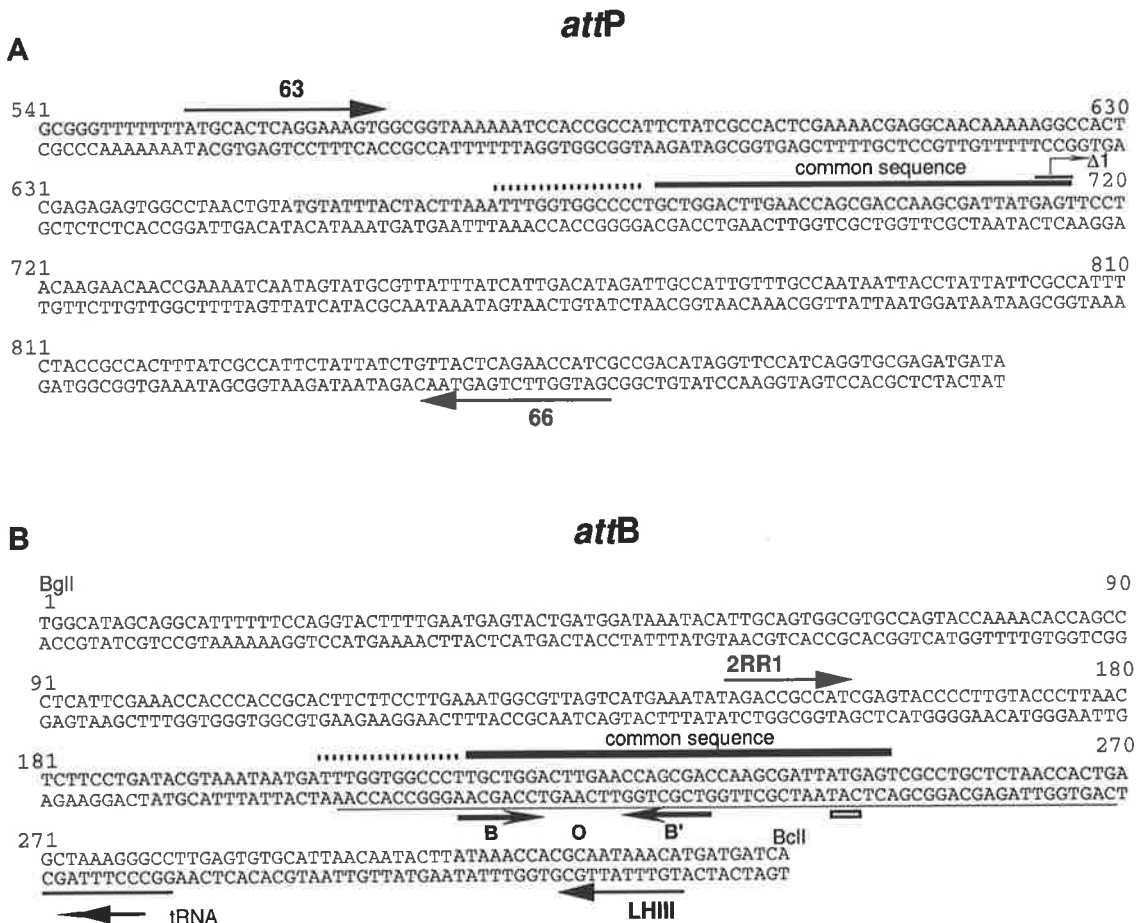 attP
A
63
541 630
GCGGGTTTTTTTATGCACTCAGGAAAGTGGCGGTAAAAAATCCACCGCCATTCTATCGCCACTCGAAAACGAGGCAACAAAAAGGCCACT
CGCCCAAAAAAATACGTGAGTCCTTTCACCGCCATTTTTTAGGTGGCGGTAAGATAGCGGTGAGCTTTTGCTCCGTTGTTTTTCCGGTGA
common sequence Δ1
631 720
CGAGAGAGTGGCCTAACTGTATGTATTTACTACTTAAATTTGGTGGCCCCTGCTGGACTTGAACCAGCGACCAAGCGATTATGAGTTCCT
GCTCTCTCACCGGATTGACATACATAAATGATGAATTTAAACCACCGGGGACGACCTGAACTTGGTCGCTGGTTCGCTAATACTCAAGGA
721 810
ACAAGAACAACCGAAAATCAATAGTATGCGTTATTTATCATTGACATAGATTGCCATTGTTTGCCAATAATTACCTATTATTCGCCATTT
TGTTCTTGTTGGCTTTTAGTTATCATACGCAATAAATAGTAACTGTATCTAACGGTAACAAACGGTTATTAATGGATAATAAGCGGTAAA
811
CTACCGCCACTTTATCGCCATTCTATTATCTGTTACTCAGAACCATCGCCGACATAGGTTCCATCAGGTGCGAGATGATA
GATGGCGGTGAAATAGCGGTAAGATAATAGACAATGAGTCTTGGTAGCGGCTGTATCCAAGGTAGTCCACGCTCTACTAT
66
B
attB
BglI
1 90
TGGCATAGCAGGCATTTTTTCCAGGTACTTTTGAATGAGTACTGATGGATAAATACATTGCAGTGGCGTGCCAGTACCAAAACACCAGCC
ACCGTATCGTCCGTAAAAAAGGTCCATGAAAACTTACTCATGACTACCTATTTATGTAACGTCACCGCACGGTCATGGTTTTGTGGTCGG
2RR1
91 180
CTCATTCGAAACCACCCACCGCACTTCTTCCTTGAAATGGCGTTAGTCATGAAATATAGACCGCCATCGAGTACCCCTTGTACCCTTAAC
GAGTAAGCTTTGGTGGGTGGCGTGAAGAAGGAACTTTACCGCAATCAGTACTTTATATCTGGCGGTAGCTCATGGGGAACATGGGAATTG
common sequence
181 270
TCTTCCTGATACGTAAATAATGATTTGGTGGCCCTTGCTGGACTTGAACCAGCGACCAAGCGATTATGAGTCGCCTGCTCTAACCACTGA
AGAAGGACTATGCATTTATTACTAAACCACCGGGAACGACCTGAACTTGGTCGCTGGTTCGCTAATACTCAGCGGACGAGATTGGTGACT
B O B'
271 BclI
GCTAAAGGGCCTTGAGTGTGCATTAACAATACTTATAAACCACGCAATAAACATGATGATCA
CGATTTCCCGGAACTCACACGTAATTGTTATGAATATTTGGTGCGTTATTTGTACTACTAGT
tRNA LHIII